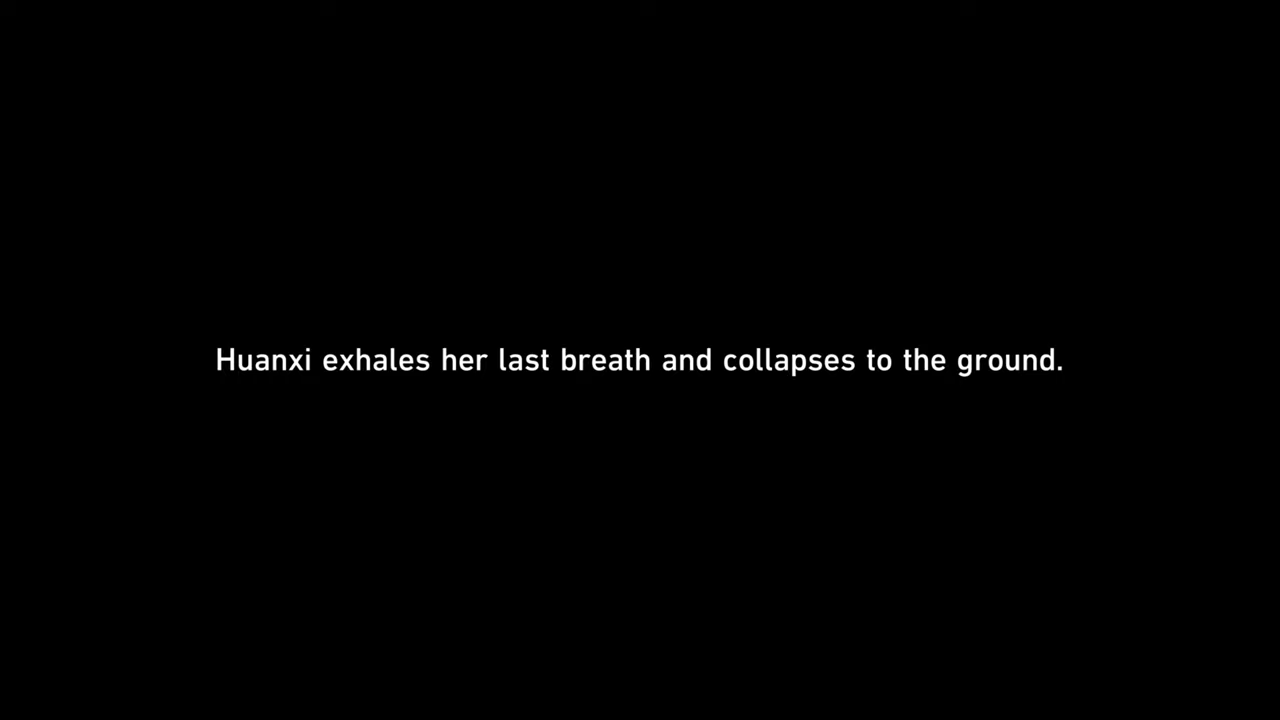 Huanxi exhales her last breath and collapses to the ground.